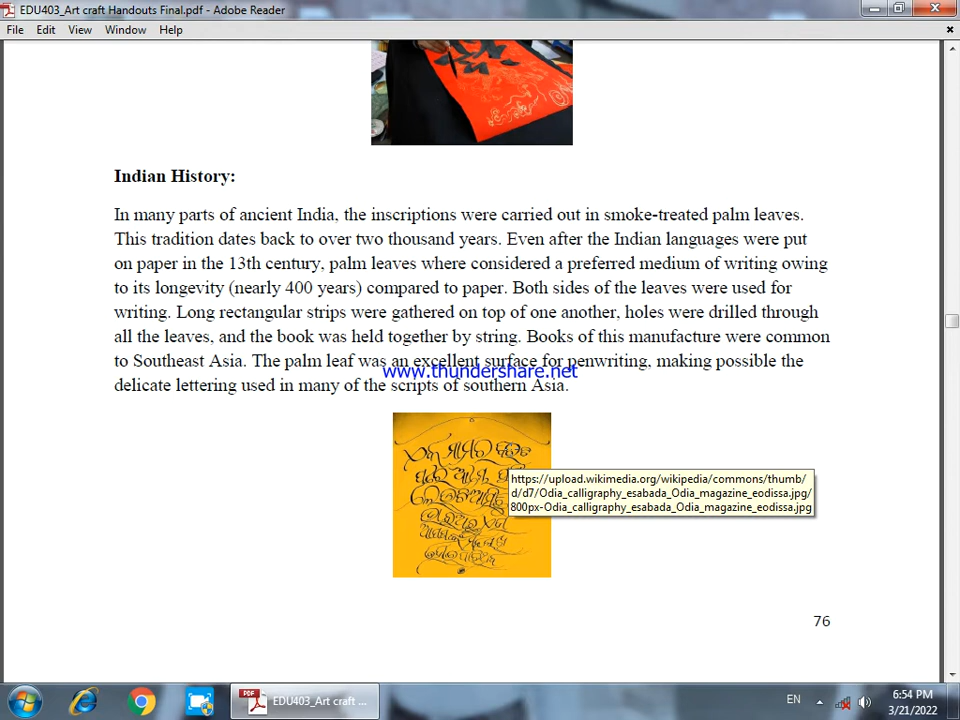 EDU403_Art craft Handouts Final.pdf - Adobe Reader
File Edit View Window Help
Indian History:
In many parts of ancient India, the inscriptions were carried out in smoke-treated palm leaves.
This tradition dates back to over two thousand years. Even after the Indian languages were put
on paper in the 13th century, palm leaves where considered a preferred medium of writing owing
to its longevity (nearly 400 years) compared to paper. Both sides of the leaves were used for
writing. Long rectangular strips were gathered on top of one another, holes were drilled through
all the leaves, and the book was held together by string. Books of this manufacture were common
to Southeast Asia. The palm leaf was an excellent surface for penwriting, making possible the
www.thundershare.net
delicate lettering used in many of the scripts of southern Asia.
https://upload.wikimedia.org/wikipedia/commons/thumb/
d/d7/Odia_calligraphy_esabada_Odia_magazine_eodissa.jpg/
800px-Odia_calligraphy_esabada_Odia_magazine_eodissa.jpg
76
PDF
EDU403_Art craft ...
EN
6:54 PM
3/21/2022